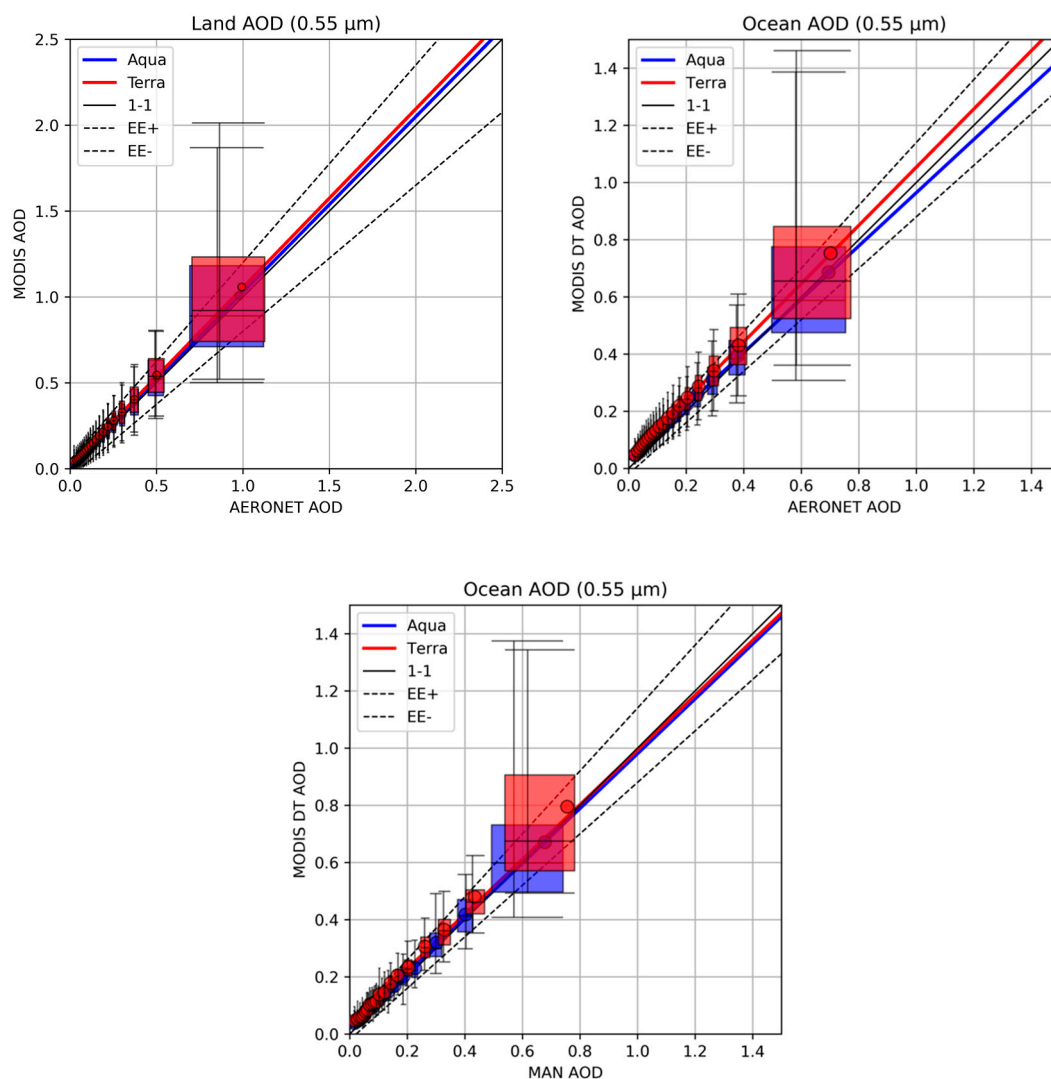 Land AOD (0.55 µm)
2.5
2.0
1.5
1.0
0.5
0.0
MODIS AOD
Aqua
Terra
1-1
EE+
EE-
0.0 0.5 1.0 1.5 2.0 2.5
AERONET AOD
Ocean AOD (0.55 µm)
1.4
1.2
1.0
0.8
0.6
0.4
0.2
0.0
MODIS DT AOD
Aqua
Terra
1-1
EE+
EE-
0.0 0.2 0.4 0.6 0.8 1.0 1.2 1.4
AERONET AOD
Ocean AOD (0.55 µm)
1.4
1.2
1.0
0.8
0.6
0.4
0.2
0.0
MODIS DT AOD
Aqua
Terra
1-1
EE+
EE-
0.0 0.2 0.4 0.6 0.8 1.0 1.2 1.4
MAN AOD